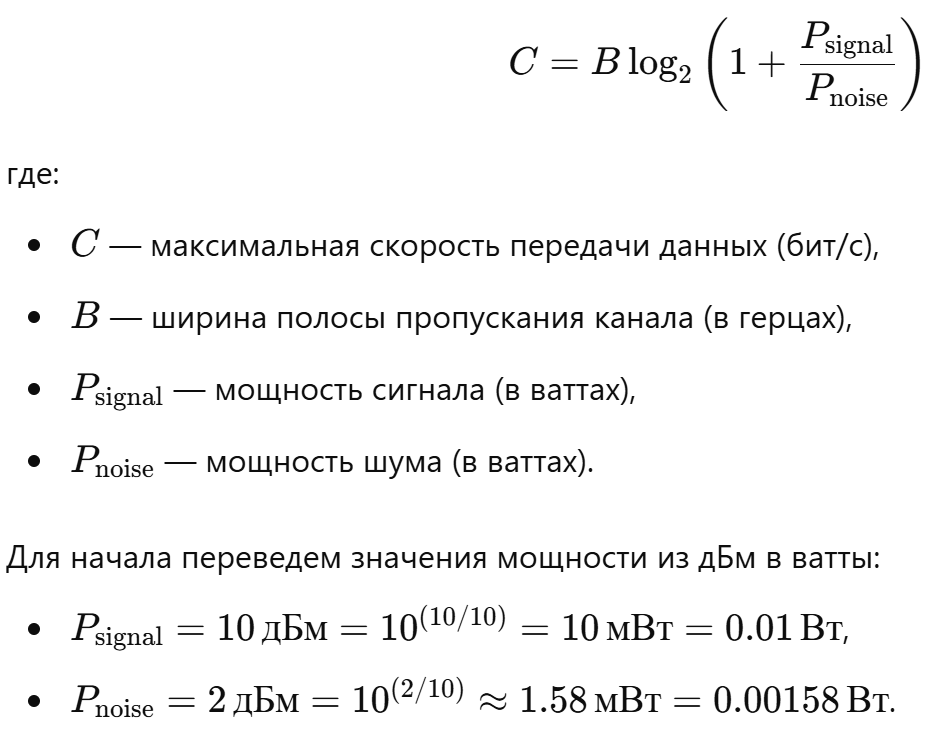 C = B log₂ (1 + P_signal / P_noise)
где:
• C — максимальная скорость передачи данных (бит/с),
• B — ширина полосы пропускания канала (в герцах),
• P_signal — мощность сигнала (в ваттах),
• P_noise — мощность шума (в ваттах).
Для начала переведем значения мощности из дБм в ватты:
• P_signal = 10 дБм = 10^(10/10) = 10 мВт = 0.01 Вт,
• P_noise = 2 дБм = 10^(2/10) ≈ 1.58 мВт = 0.00158 Вт.